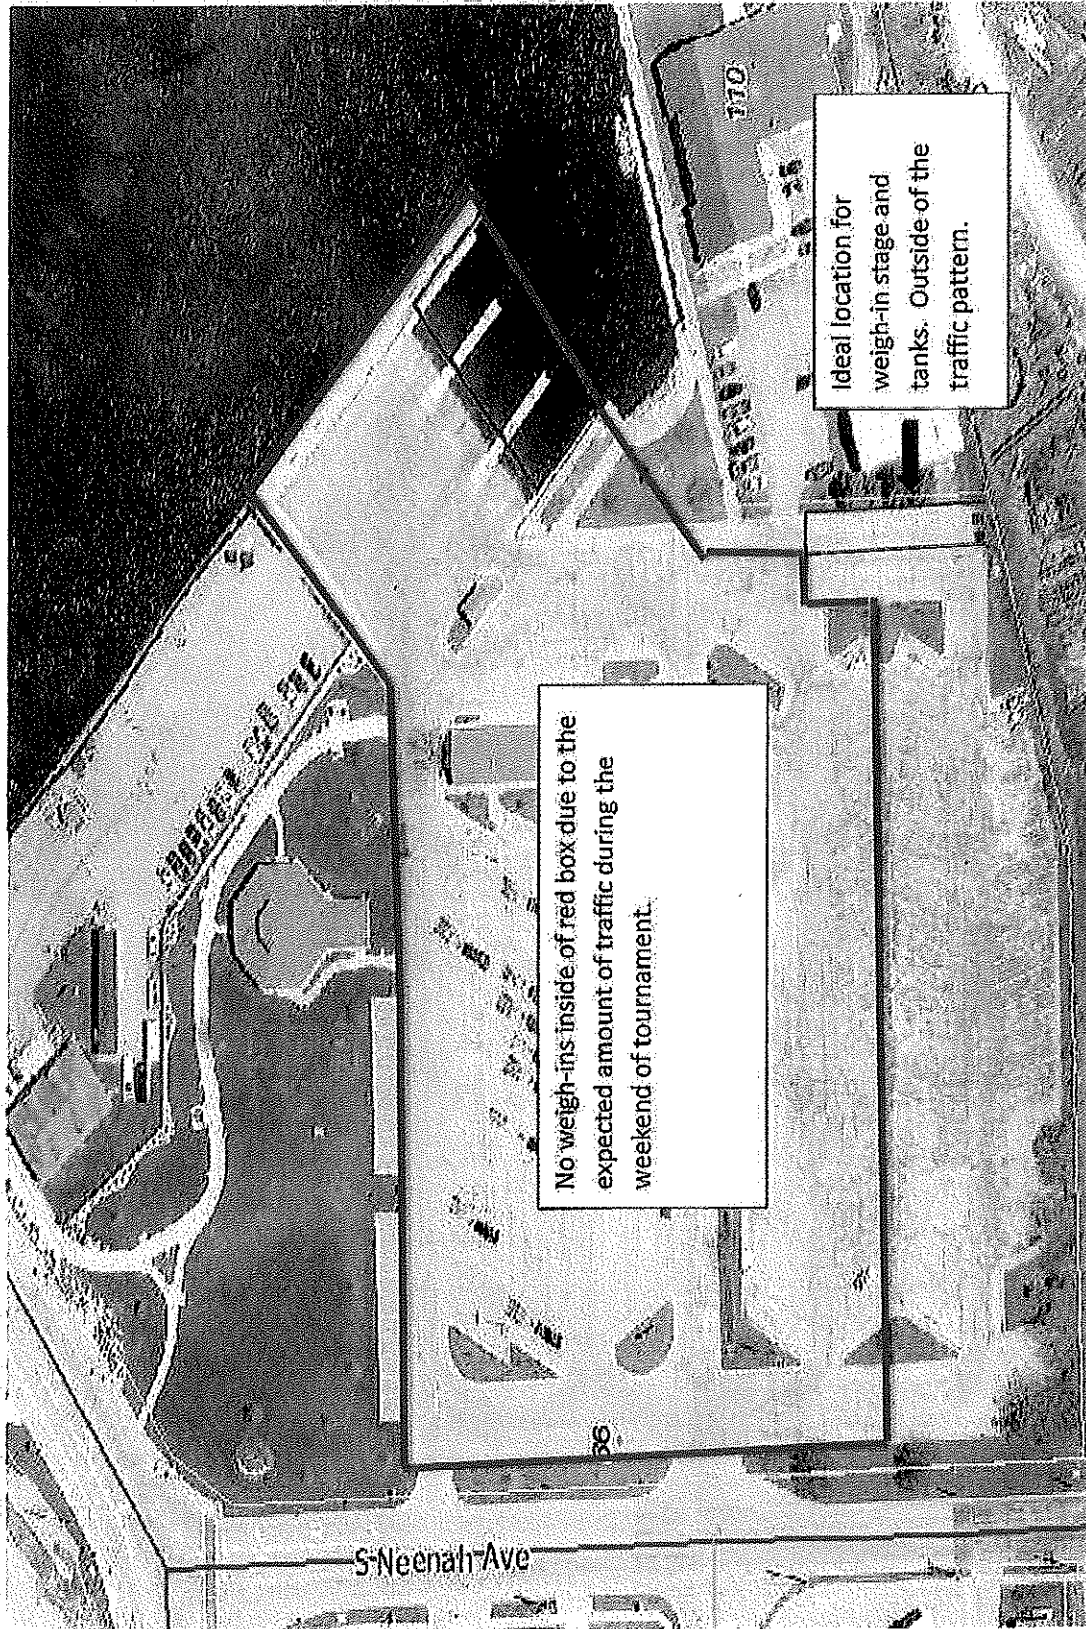 110
Ideal location for
weigh-in stage and
tanks. Outside of the
traffic pattern.
No weigh-ins inside of red box due to the
expected amount of traffic during the
weekend of tournament.
66
S Neenah Ave